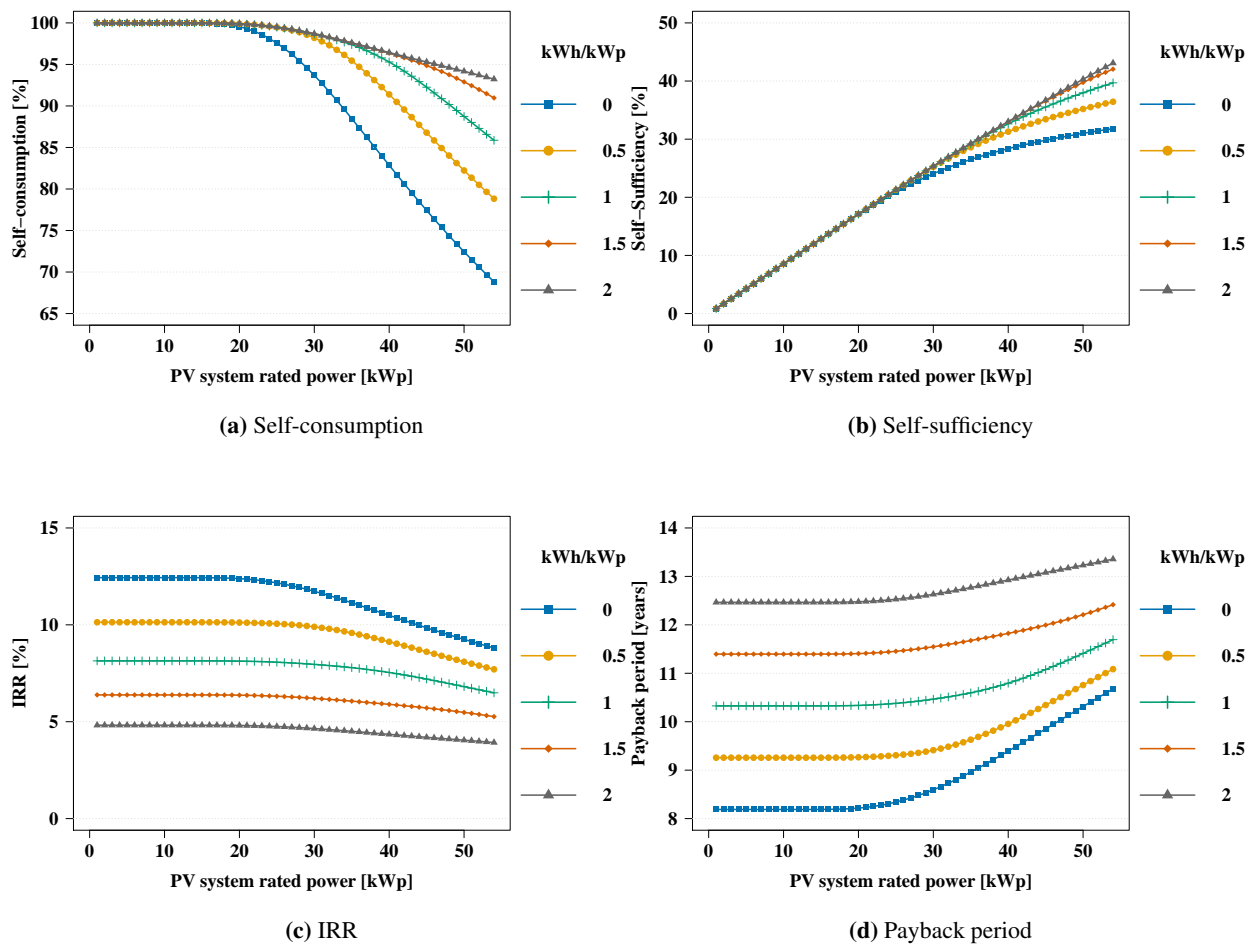 100
95
90
85
80
75
70
65
Self−consumption [%]
0 10 20 30 40 50
PV system rated power [kWp]
kWh/kWp
0
0.5
1
1.5
2
(a) Self-consumption
50
40
30
20
10
0
Self−Sufficiency [%]
0 10 20 30 40 50
PV system rated power [kWp]
kWh/kWp
0
0.5
1
1.5
2
(b) Self-sufficiency
15
10
5
0
IRR [%]
0 10 20 30 40 50
PV system rated power [kWp]
kWh/kWp
0
0.5
1
1.5
2
(c) IRR
14
13
12
11
10
9
8
Payback period [years]
0 10 20 30 40 50
PV system rated power [kWp]
kWh/kWp
0
0.5
1
1.5
2
(d) Payback period